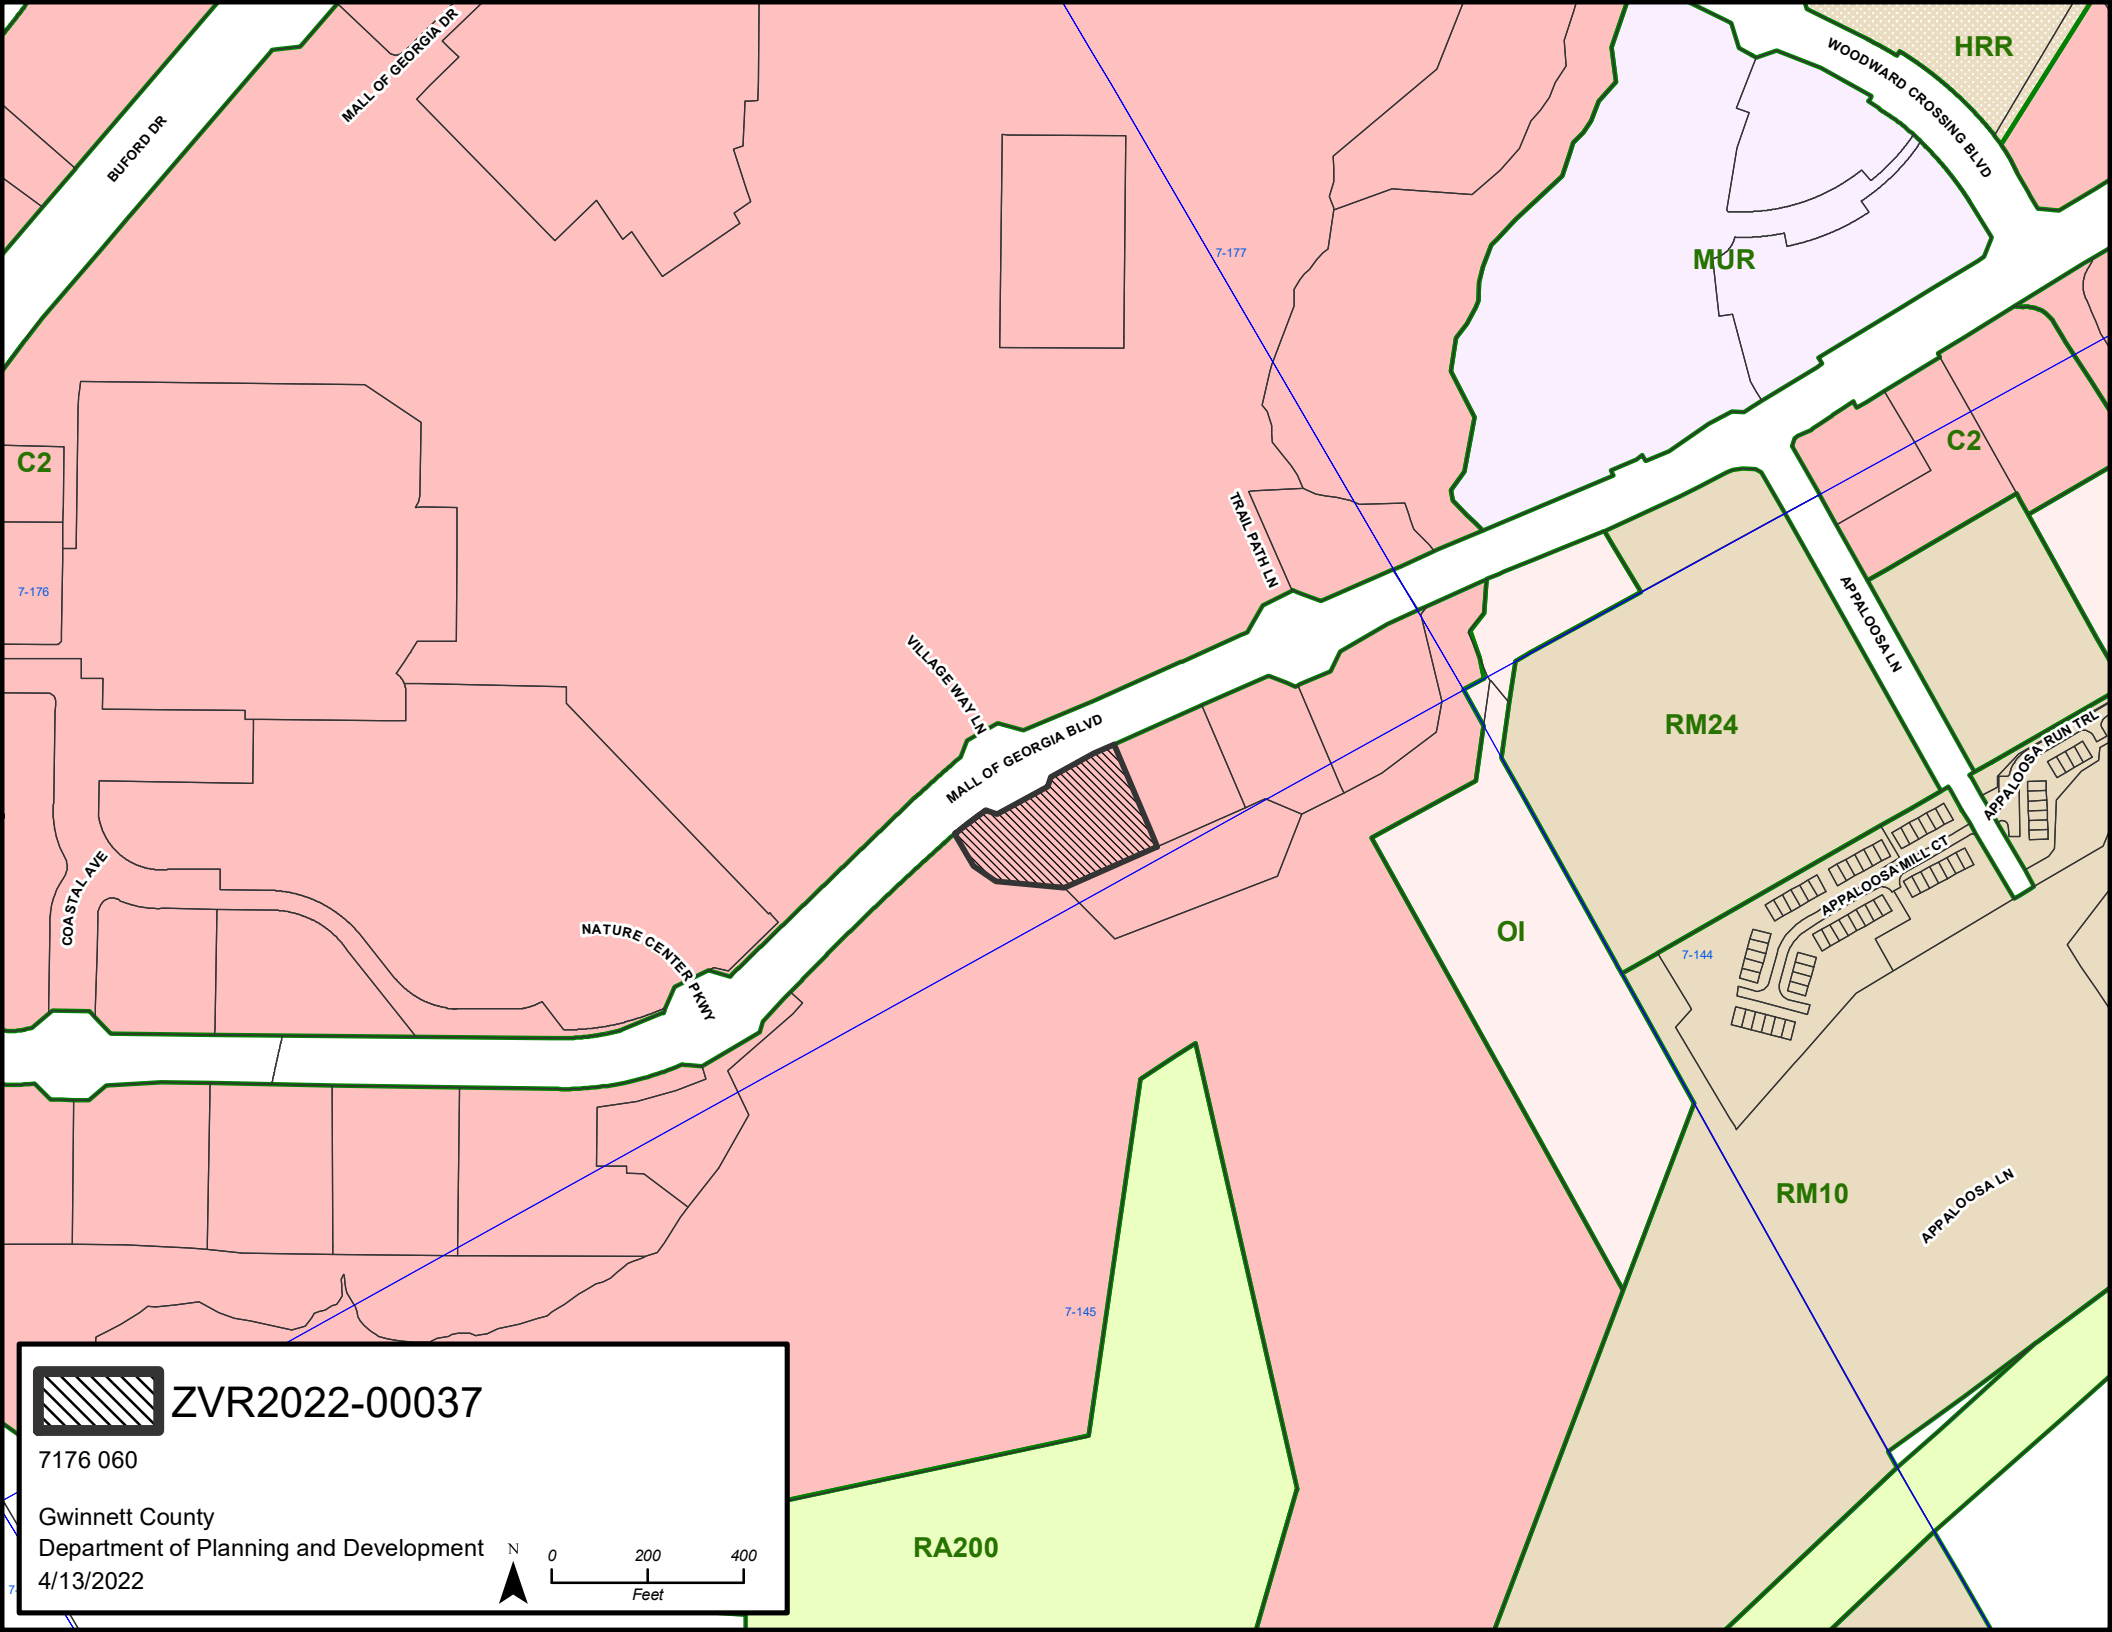 MALL OF GEORGIA DR
BUFORD DR
HRR
WOODWARD CROSSING BLVD
7-177
MUR
C2
C2
7-176
TRAIL PATH LN
APPALOOSA LN
VILLAGE WAY LN
MALL OF GEORGIA BLVD
RM24
APPALOOSA RUN TRL
COASTAL AVE
APPALOOSA MILL CT
NATURE CENTER PKWY
OI
7-144
RM10
APPALOOSA LN
7-145
RA200
ZVR2022-00037
7176 060
Gwinnett County
Department of Planning and Development
4/13/2022
N
0 200 400
Feet